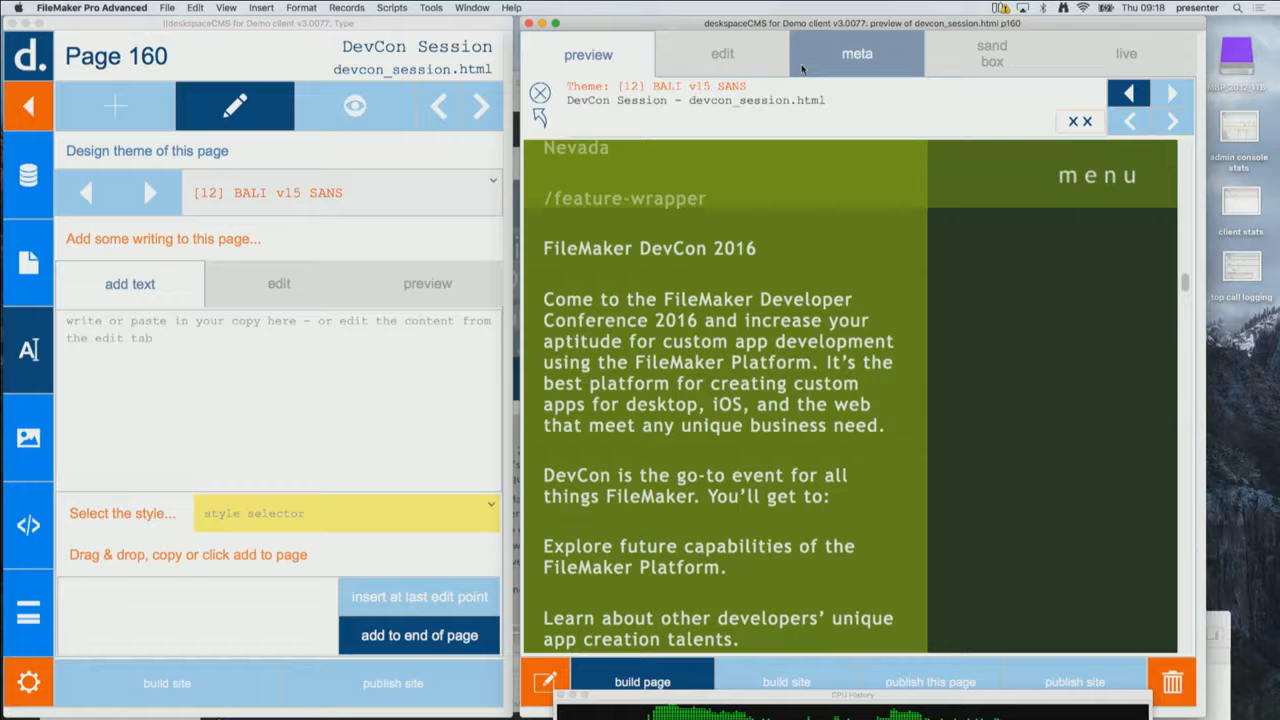 FileMaker Pro Advanced File Edit View Insert Format Records Scripts Tools Window Help
Thu 09:18 presenter
deskspaceCMS for Demo client v3.0077: Type
d.
Page 160
DevCon Session
devcon_session.html
Design theme of this page
[12] BALI v15 SANS
Add some writing to this page...
add text
edit
preview
write or paste in your copy here - or edit the content from
the edit tab
Select the style...
style selector
Drag & drop, copy or click add to page
insert at last edit point
add to end of page
build site
publish site
deskspaceCMS for Demo client v3.0077: preview of devcon_session.html p160
preview
edit
meta
sand
box
live
Theme: [12] BALI v15 SANS
DevCon Session - devcon_session.html
X X
Nevada
/feature-wrapper
menu
FileMaker DevCon 2016
Come to the FileMaker Developer
Conference 2016 and increase your
aptitude for custom app development
using the FileMaker Platform. It's the
best platform for creating custom
apps for desktop, iOS, and the web
that meet any unique business need.
DevCon is the go-to event for all
things FileMaker. You'll get to:
Explore future capabilities of the
FileMaker Platform.
Learn about other developers' unique
app creation talents.
build page
build site
publish this page
publish site
CPU History
MBP_2012_1TB
admin console
stats
client stats
top call logging